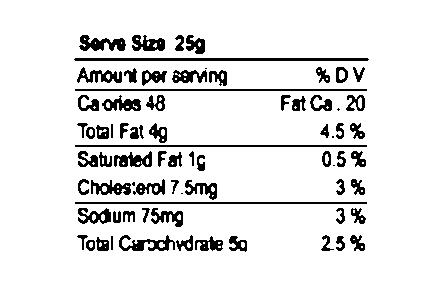 Serve Size 25g
Amount per serving % D V
Calories 48 Fat Cal. 20
Total Fat 4g 4.5 %
Saturated Fat 1g 0.5 %
Cholesterol 7.5mg 3 %
Sodium 75mg 3 %
Total Carbohydrate 5g 2.5 %